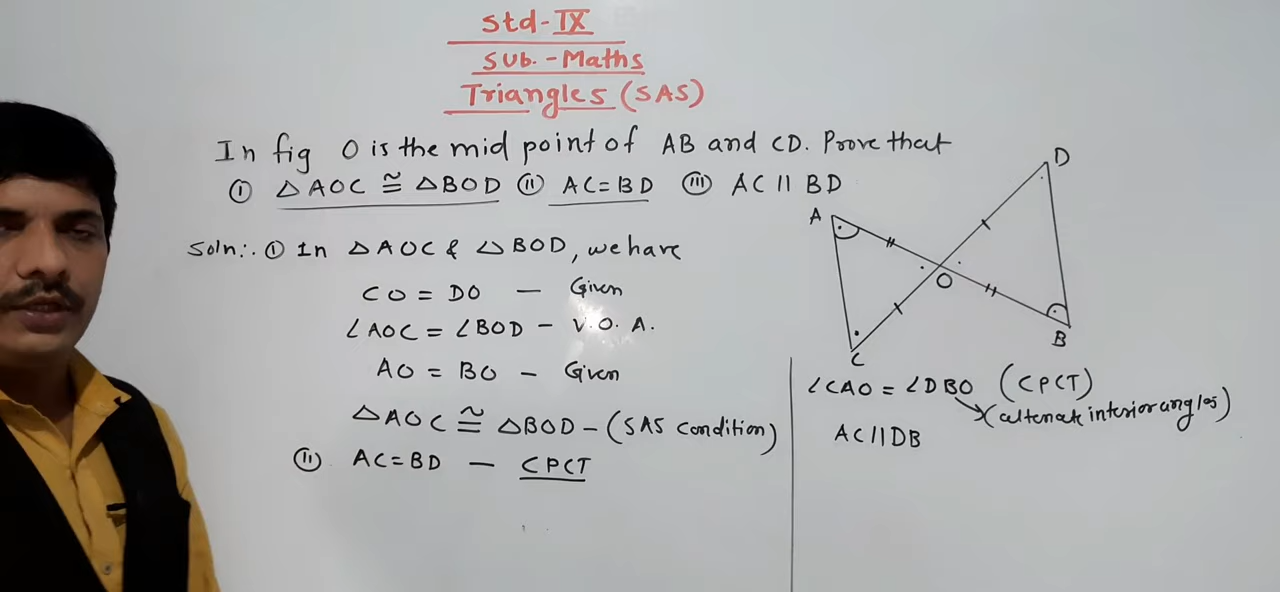 Std-IX
Sub.-Maths
Triangles (SAS)
In fig O is the mid point of AB and CD. Prove that
(i) △AOC ≅ △BOD (ii) AC=BD (iii) AC || BD
Soln:. (i) In △AOC & △BOD, we have
CO = DO – Given
∠AOC = ∠BOD – V.O.A.
AO = BO – Given
△AOC ≅ △BOD – (SAS condition)
(ii) AC=BD – CPCT
D
A
O
B
C
∠CAO = ∠DBO (CPCT)
(alternate interior angles)
AC||DB